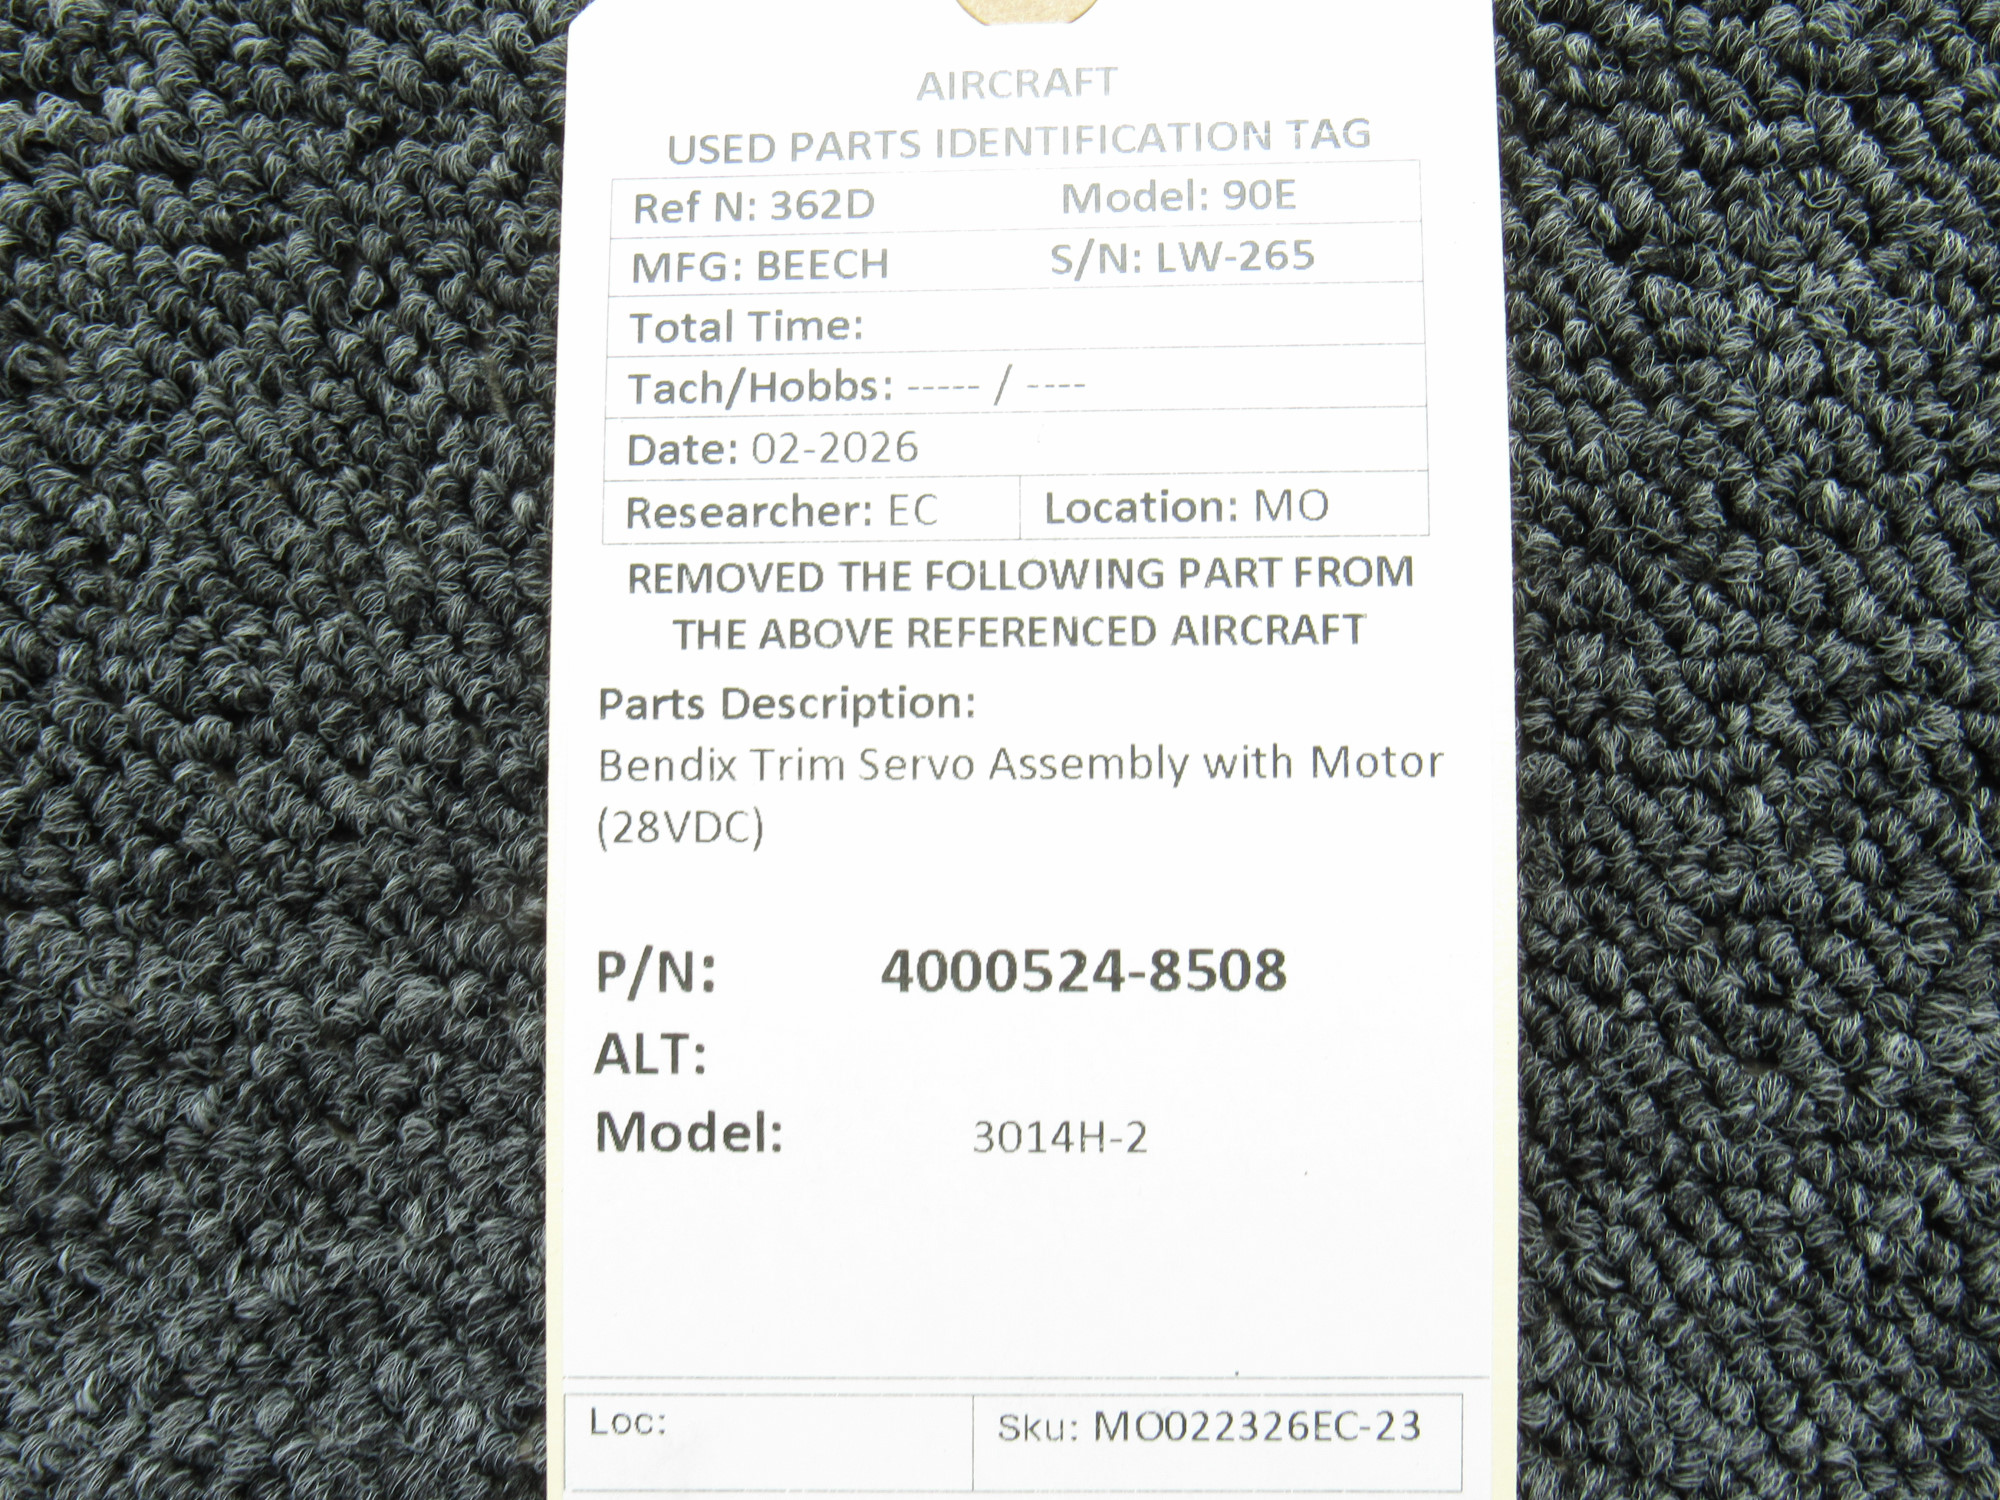 AIRCRAFT
USED PARTS IDENTIFICATION TAG
Ref N: 362D Model: 90E
MFG: BEECH S/N: LW-265
Total Time:
Tach/Hobbs: ----- / ----
Date: 02-2026
Researcher: EC Location: MO
REMOVED THE FOLLOWING PART FROM
THE ABOVE REFERENCED AIRCRAFT
Parts Description:
Bendix Trim Servo Assembly with Motor
(28VDC)
P/N: 4000524-8508
ALT:
Model: 3014H-2
Loc: Sku: MO022326EC-23